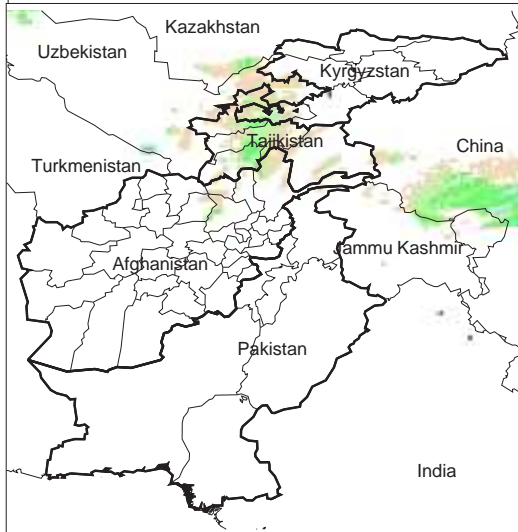 Kazakhstan
Uzbekistan
Kyrgyzstan
Tajikistan
China
Turkmenistan
Jammu Kashmir
Afghanistan
Pakistan
India